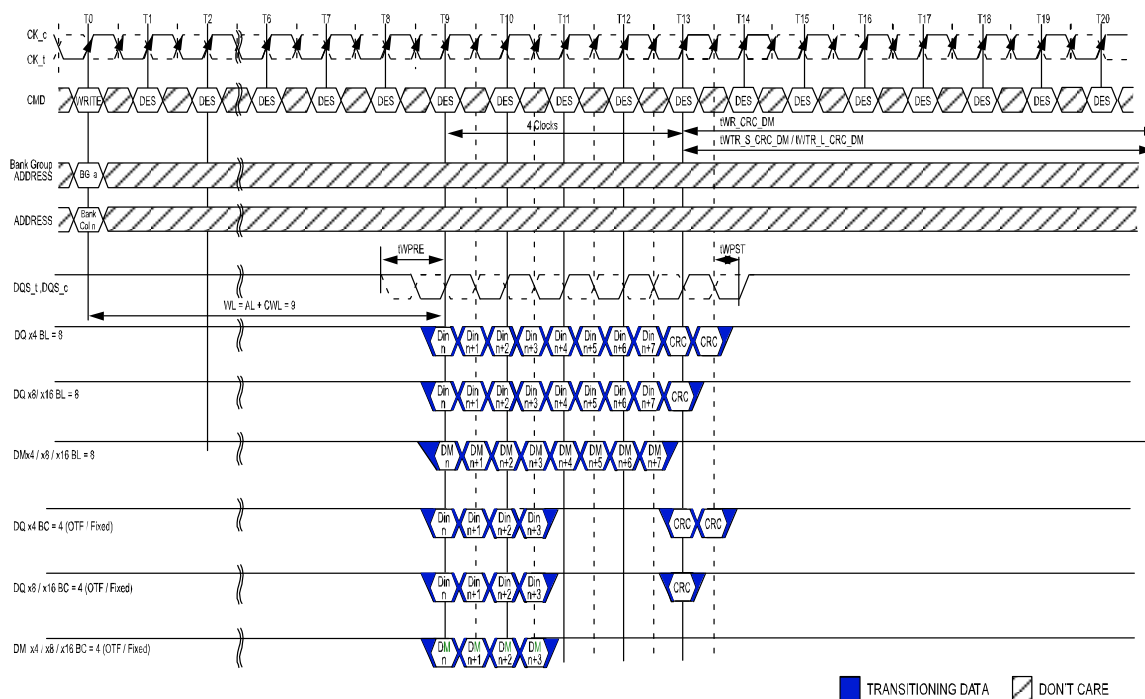 T0 T1 T2 T6 T7 T8 T9 T10 T11 T12 T13 T14 T15 T16 T17 T18 T19 T20
CK_c
CK_t
CMD WRITE DES DES DES DES DES DES DES DES DES DES DES DES DES DES DES DES DES
4 Clocks
tWR_CRC_DM
tWTR_S_CRC_DM / tWTR_L_CRC_DM
Bank Group
ADDRESS
BG a
ADDRESS
Bank
Col n
tWPRE
tWPST
DQS_t ,DQS_c
WL = AL + CWL = 9
DQ x4 BL = 8
Din n Din n+1 Din n+2 Din n+3 Din n+4 Din n+5 Din n+6 Din n+7 CRC CRC
DQ x8/ x16 BL = 8
Din n Din n+1 Din n+2 Din n+3 Din n+4 Din n+5 Din n+6 Din n+7 CRC
DMx4 / x8 / x16 BL = 8
DM n DM n+1 DM n+2 DM n+3 DM n+4 DM n+5 DM n+6 DM n+7
DQ x4 BC = 4 (OTF / Fixed)
Din n Din n+1 Din n+2 Din n+3 CRC CRC
DQ x8 / x16 BC = 4 (OTF / Fixed)
Din n Din n+1 Din n+2 Din n+3 CRC
DM x4 / x8 / x16 BC = 4 (OTF / Fixed)
DM n DM n+1 DM n+2 DM n+3
TRANSITIONING DATA
DON'T CARE